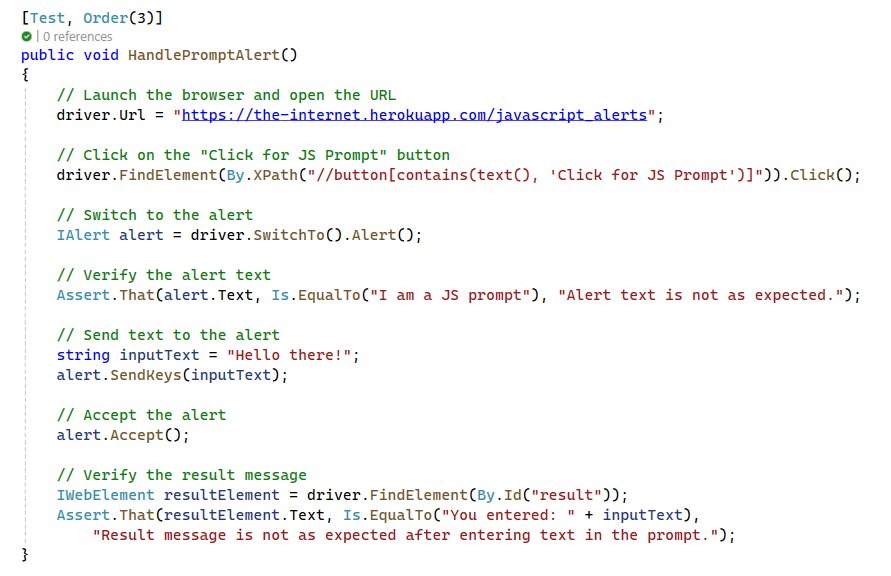 [Test, Order(3)]
| 0 references
public void HandlePromptAlert()
{
// Launch the browser and open the URL
driver.Url = "https://the-internet.herokuapp.com/javascript_alerts";
// Click on the "Click for JS Prompt" button
driver.FindElement(By.XPath("//button[contains(text(), 'Click for JS Prompt')]")).Click();
// Switch to the alert
IAlert alert = driver.SwitchTo().Alert();
// Verify the alert text
Assert.That(alert.Text, Is.EqualTo("I am a JS prompt"), "Alert text is not as expected.");
// Send text to the alert
string inputText = "Hello there!";
alert.SendKeys(inputText);
// Accept the alert
alert.Accept();
// Verify the result message
IWebElement resultElement = driver.FindElement(By.Id("result"));
Assert.That(resultElement.Text, Is.EqualTo("You entered: " + inputText),
"Result message is not as expected after entering text in the prompt.");
}